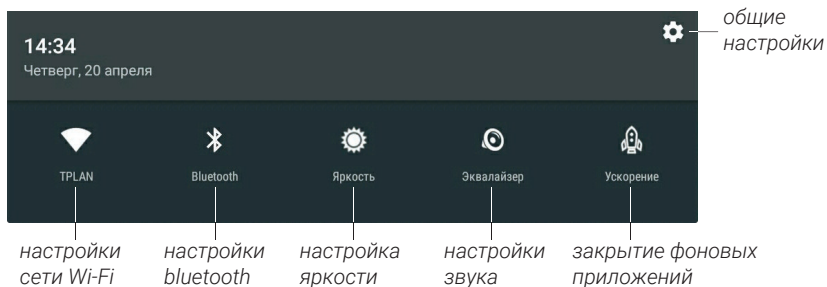 общие
настройки
14:34
Четверг, 20 апреля
TPLAN
Bluetooth
Яркость
Эквалайзер
Ускорение
настройки
сети Wi-Fi
настройки
bluetooth
настройка
яркости
настройки
звука
закрытие фоновых
приложений